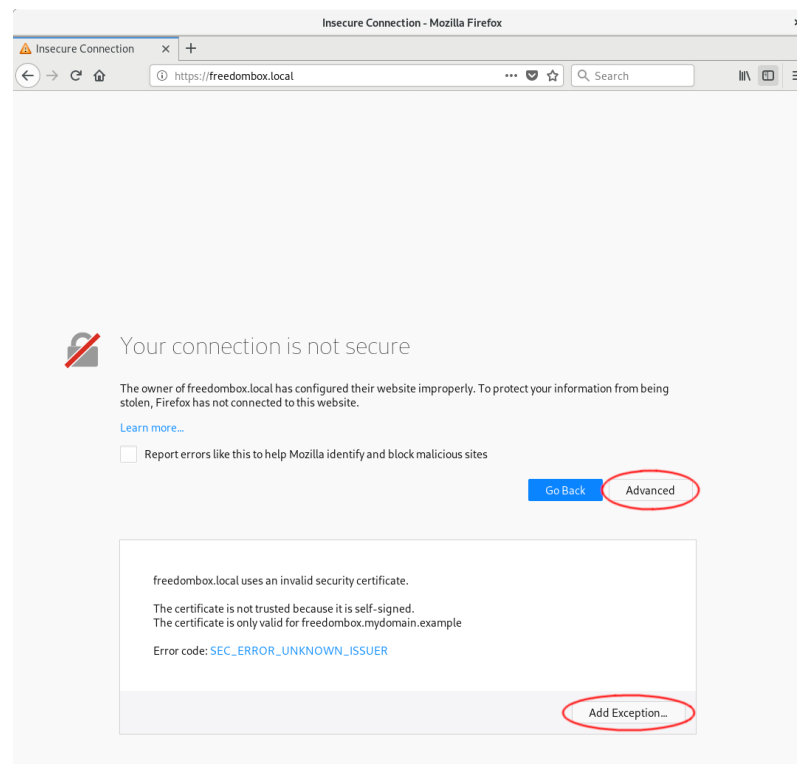 Insecure Connection - Mozilla Firefox
Insecure Connection
https://freedombox.local
Search
Your connection is not secure
The owner of freedombox.local has configured their website improperly. To protect your information from being
stolen, Firefox has not connected to this website.
Learn more...
Report errors like this to help Mozilla identify and block malicious sites
Go Back
Advanced
freedombox.local uses an invalid security certificate.
The certificate is not trusted because it is self-signed.
The certificate is only valid for freedombox.mydomain.example
Error code: SEC_ERROR_UNKNOWN_ISSUER
Add Exception...